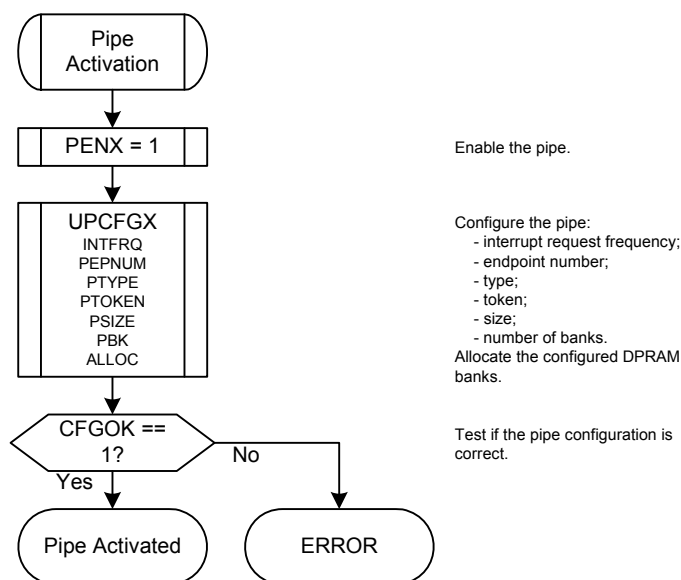 Pipe
Activation
PENX = 1
Enable the pipe.
UPCFGX
INTFRQ
PEPNUM
PTYPE
PTOKEN
PSIZE
PBK
ALLOC
Configure the pipe:
- interrupt request frequency;
- endpoint number;
- type;
- token;
- size;
- number of banks.
Allocate the configured DPRAM
banks.
CFGOK ==
1?
Test if the pipe configuration is
correct.
No
Yes
Pipe Activated
ERROR